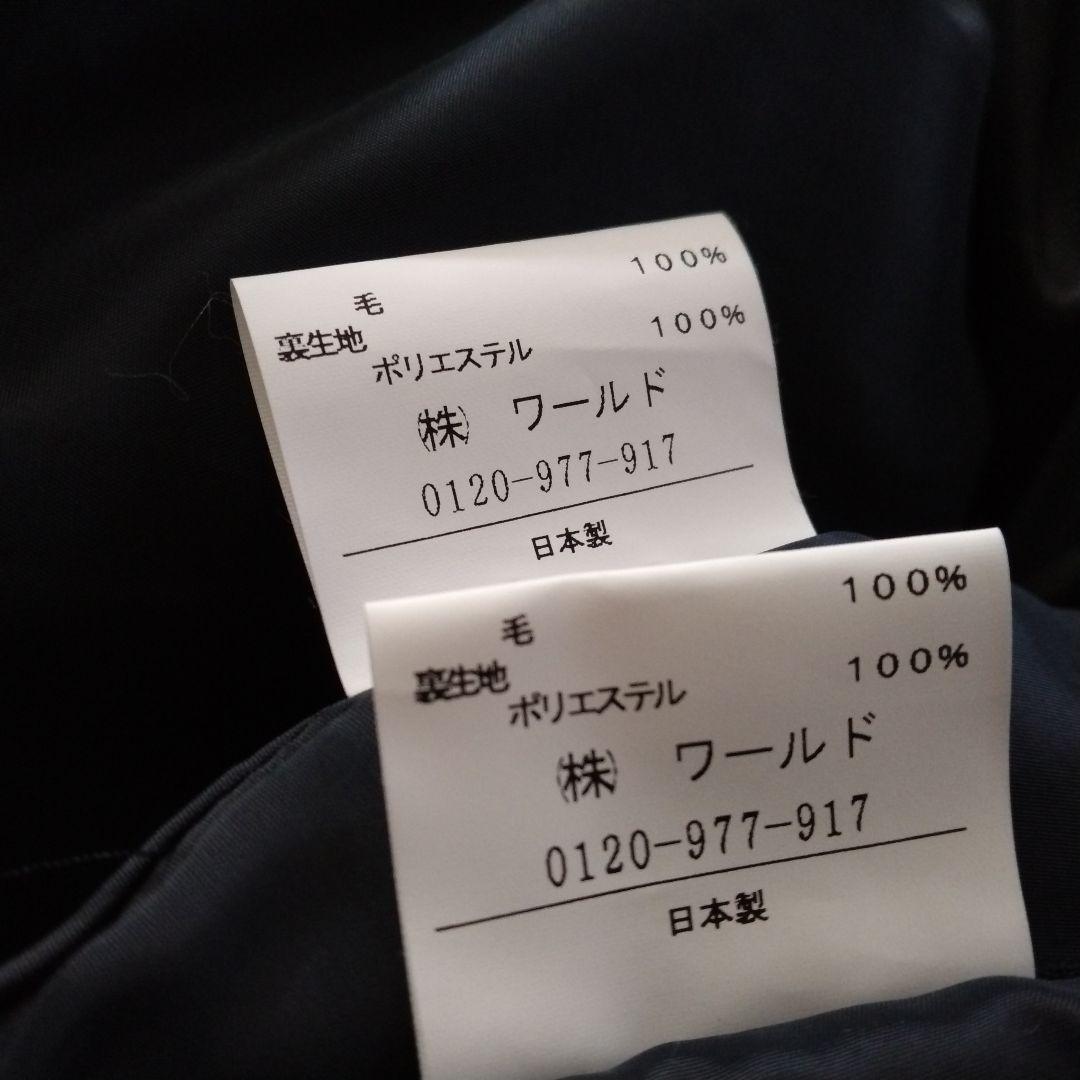 毛 １００％
裏生地
ポリエステル １００％
㈱ ワールド
0120-977-917
日本製
毛 １００％
裏生地
ポリエステル １００％
㈱ ワールド
0120-977-917
日本製